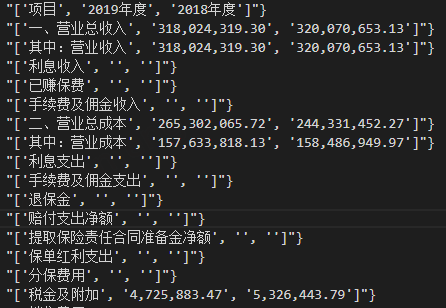 "['项目', '2019年度', '2018年度']"}
"['一、营业总收入', '318,024,319.30', '320,070,653.13']"}
"['其中：营业收入', '318,024,319.30', '320,070,653.13']"}
"['利息收入', '', '']"}
"['已赚保费', '', '']"}
"['手续费及佣金收入', '', '']"}
"['二、营业总成本', '265,302,065.72', '244,331,452.27']"}
"['其中：营业成本', '157,633,818.13', '158,486,949.97']"}
"['利息支出', '', '']"}
"['手续费及佣金支出', '', '']"}
"['退保金', '', '']"}
"['赔付支出净额', '', '']"}
"['提取保险责任合同准备金净额', '', '']"}
"['保单红利支出', '', '']"}
"['分保费用', '', '']"}
"['税金及附加', '4,725,883.47', '5,326,443.79']"}